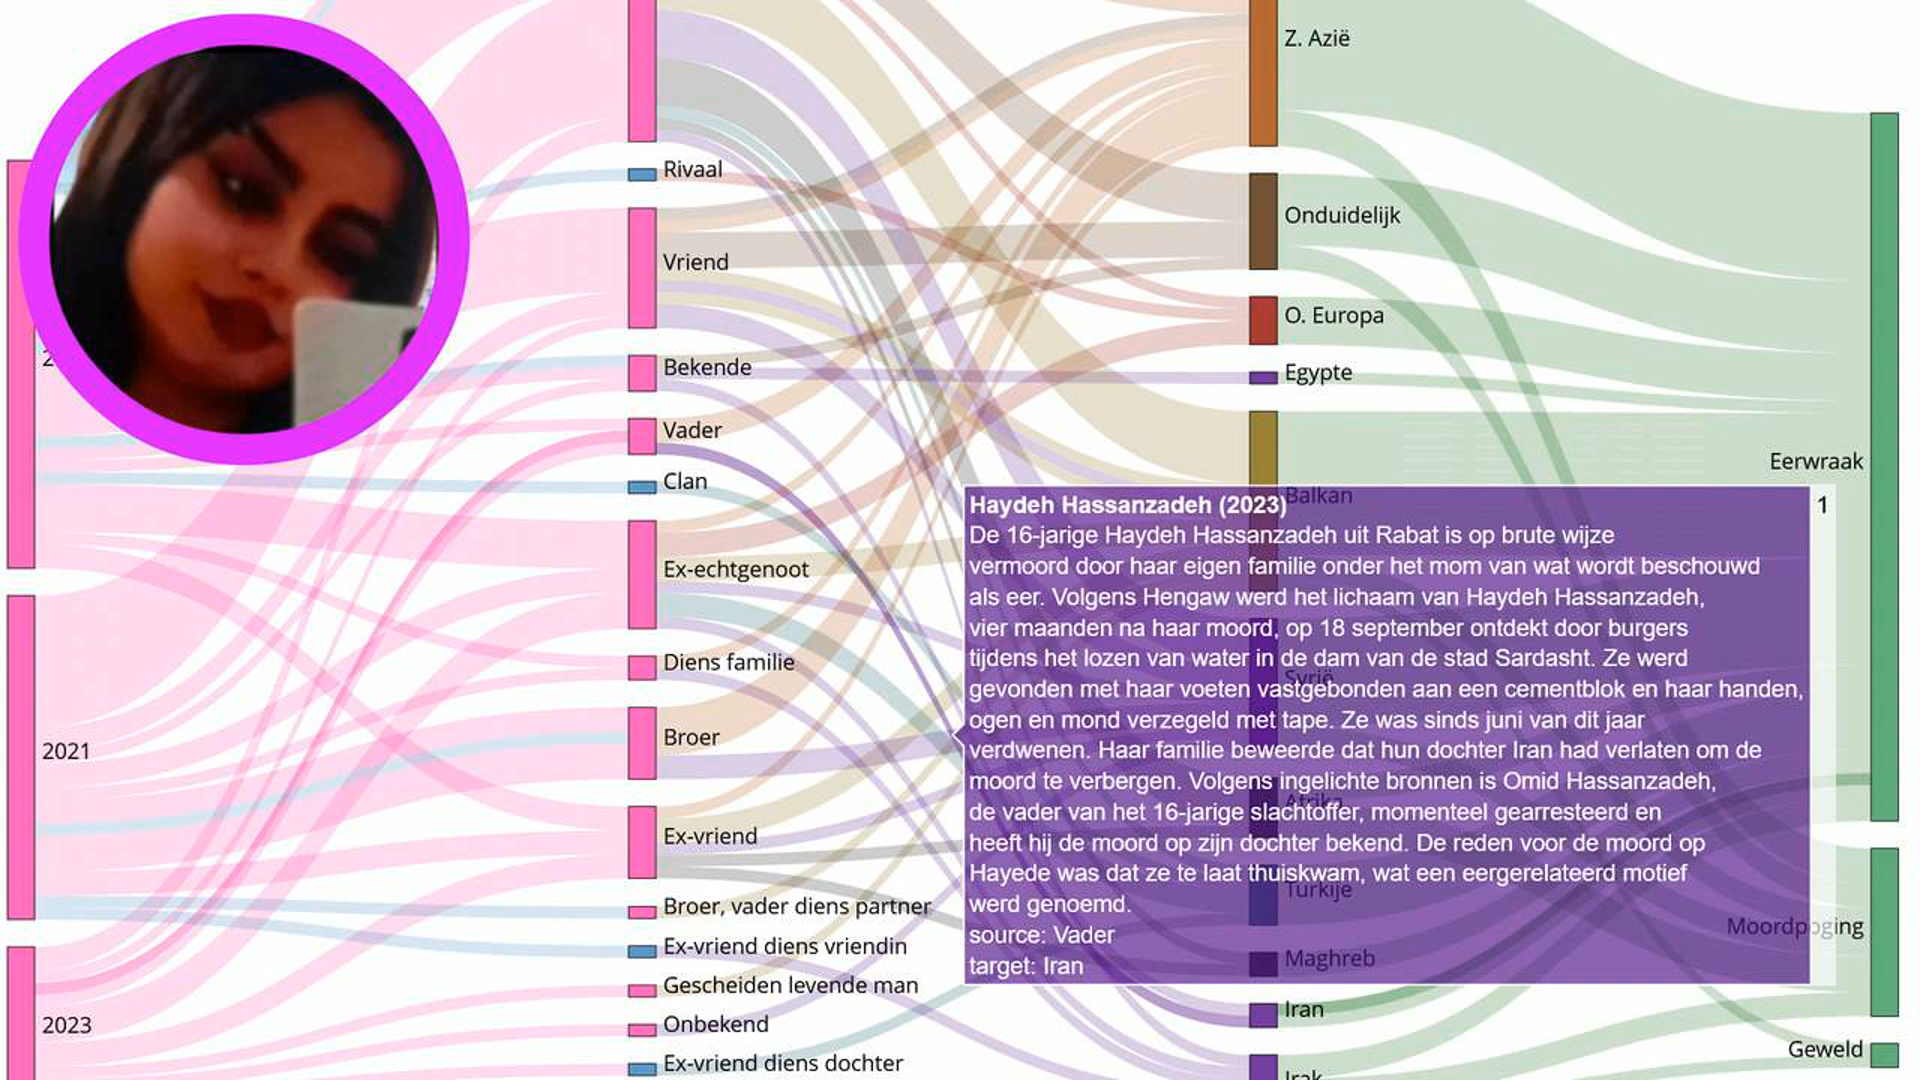 Z. Azië
Rivaal
Onduidelijk
Vriend
O. Europa
2
Bekende
Egypte
Vader
Eerwraak
Clan
Balkan
1
Haydeh Hassanzadeh (2023)
De 16-jarige Haydeh Hassanzadeh uit Rabat is op brute wijze
vermoord door haar eigen familie onder het mom van wat wordt beschouwd
als eer. Volgens Hengaw werd het lichaam van Haydeh Hassanzadeh,
vier maanden na haar moord, op 18 september ontdekt door burgers
tijdens het lozen van water in de dam van de stad Sardasht. Ze werd
gevonden met haar voeten vastgebonden aan een cementblok en haar handen,
ogen en mond verzegeld met tape. Ze was sinds juni van dit jaar
verdwenen. Haar familie beweerde dat hun dochter Iran had verlaten om de
moord te verbergen. Volgens ingelichte bronnen is Omid Hassanzadeh,
de vader van het 16-jarige slachtoffer, momenteel gearresteerd en
heeft hij de moord op zijn dochter bekend. De reden voor de moord op
Hayede was dat ze te laat thuiskwam, wat een eergerelateerd motief
werd genoemd.
source: Vader
target: Iran
Ex-echtgenoot
Diens familie
Syrië
Broer
2021
Afrika
Ex-vriend
Turkije
Broer, vader diens partner
Moordpoging
Ex-vriend diens vriendin
Maghreb
Gescheiden levende man
Iran
Onbekend
2023
Geweld
Ex-vriend diens dochter
Irak